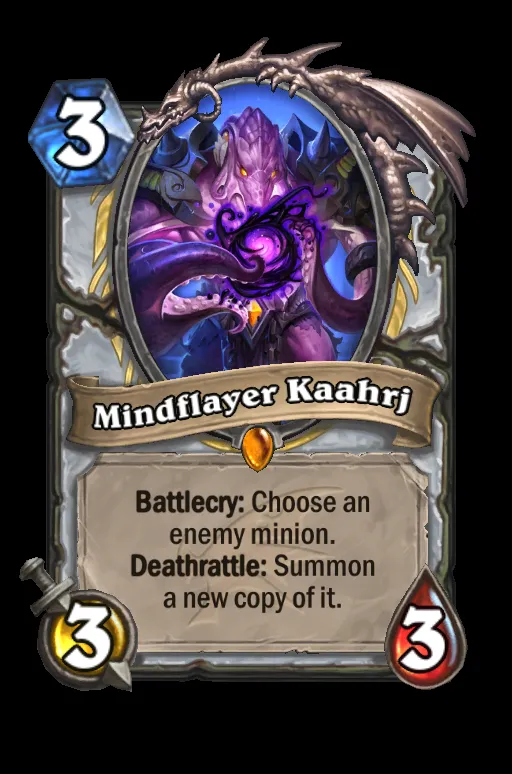 3
Mindflayer Kaahrj
Battlecry: Choose an
enemy minion.
Deathrattle: Summon
a new copy of it.
3
3